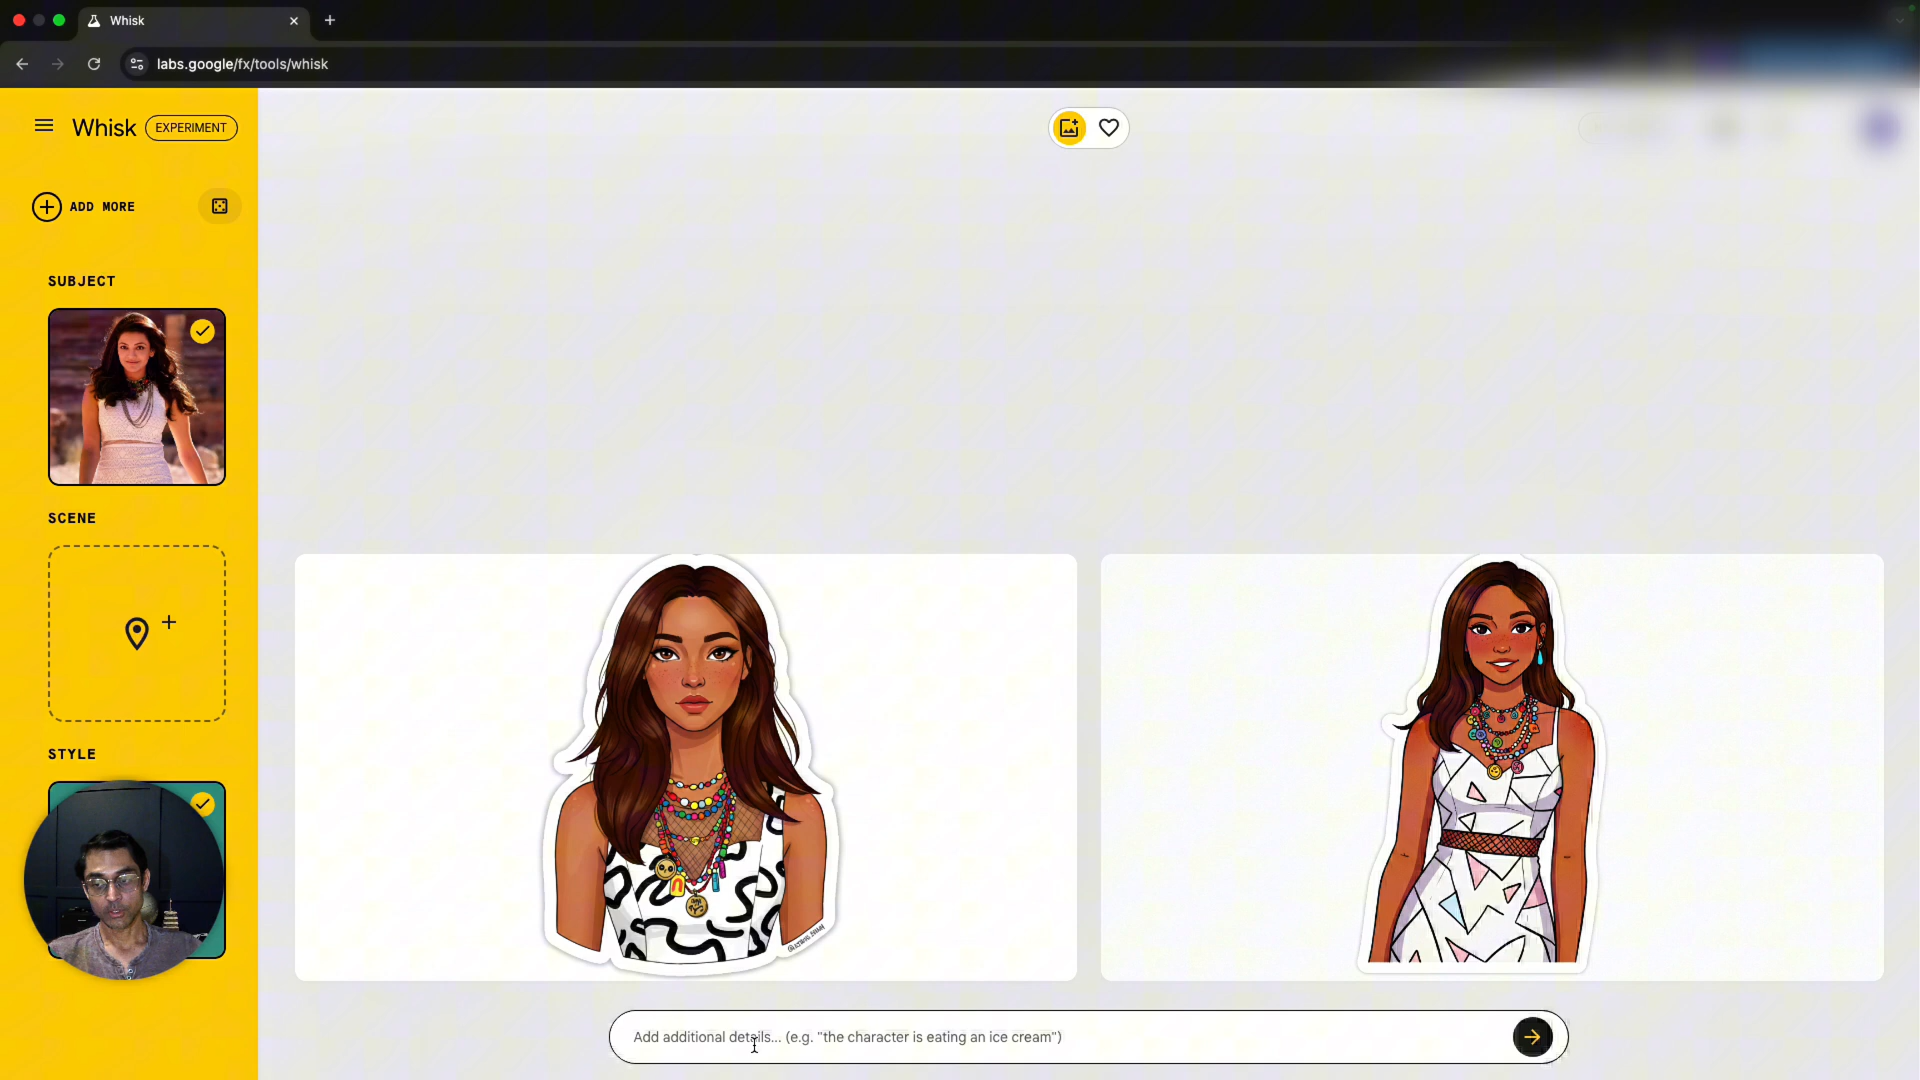 Whisk
labs.google/fx/tools/whisk
Whisk
EXPERIMENT
ADD MORE
SUBJECT
SCENE
STYLE
Add additional details... (e.g. "the character is eating an ice cream")